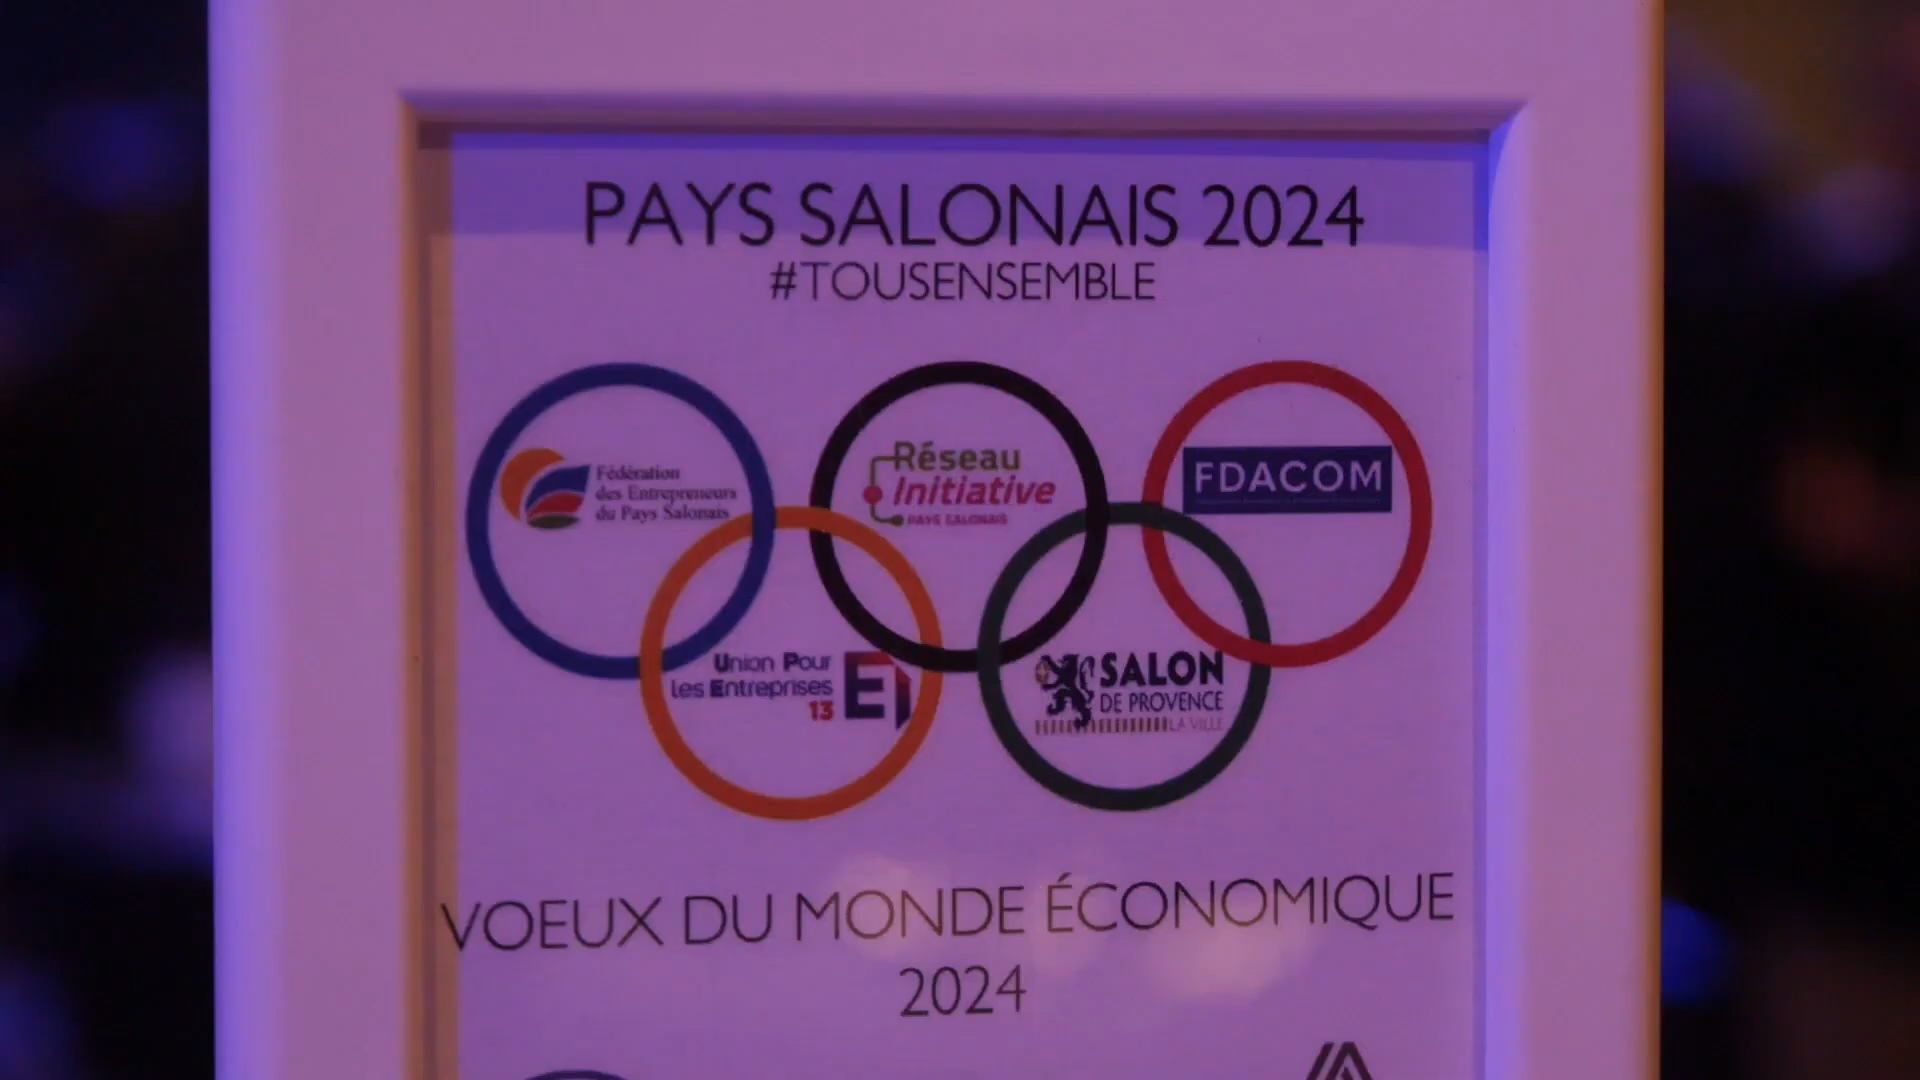 PAYS SALONAIS 2024
#TOUSENSEMBLE
Fédération
des Entrepreneurs
du Pays Salonais
Réseau
Initiative
PAYS SALONAIS
FDACOM
Union Pour
Les Entreprises
13
SALON
DE PROVENCE
LA VILLE
VOEUX DU MONDE ÉCONOMIQUE
2024